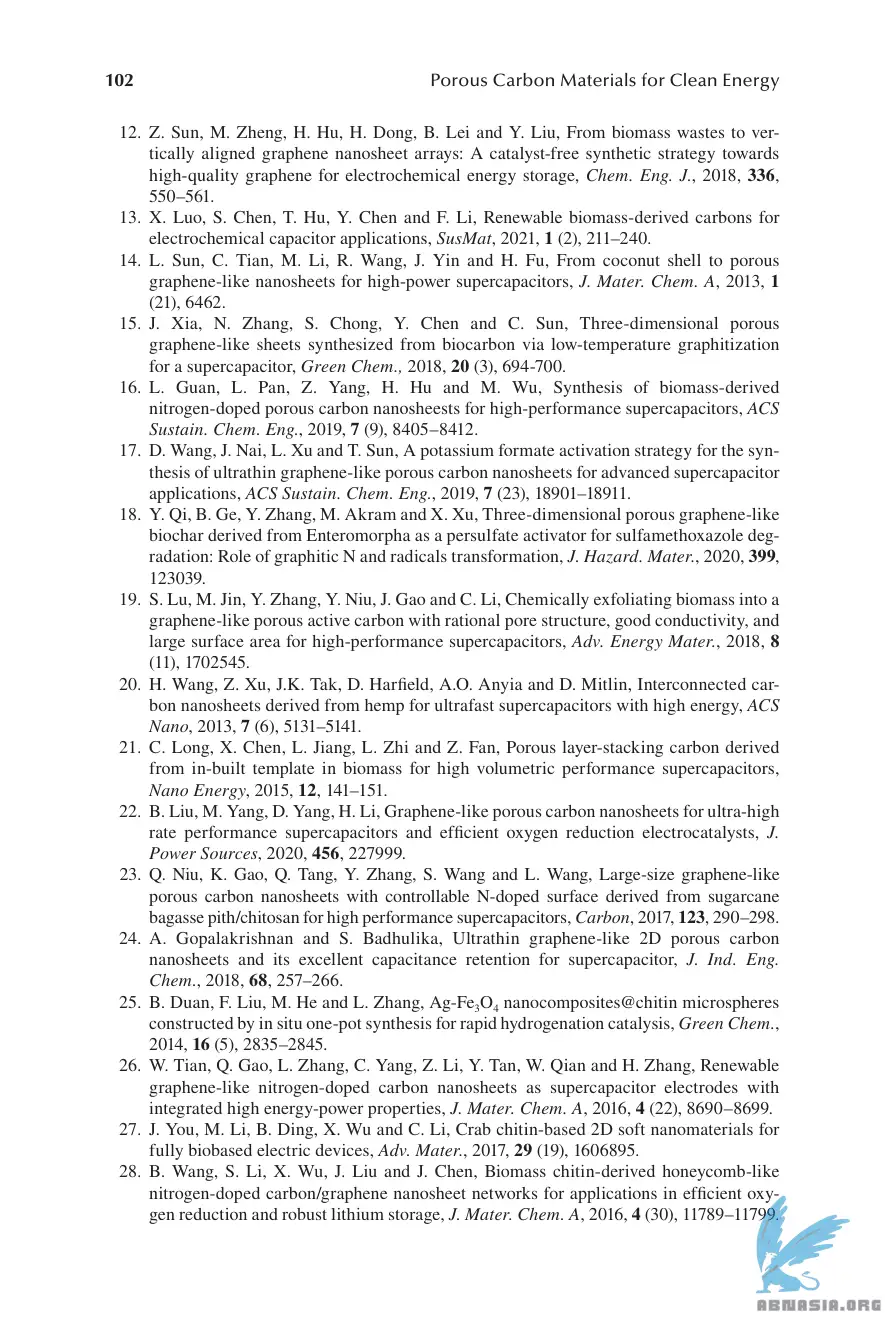 102 Porous Carbon Materials for Clean Energy
12. Z. Sun, M. Zheng, H. Hu, H. Dong, B. Lei and Y. Liu, From biomass wastes to ver-
tically aligned graphene nanosheet arrays: A catalyst-free synthetic strategy towards
high-quality graphene for electrochemical energy storage, Chem. Eng. J., 2018, 336,
550–561.
13. X. Luo, S. Chen, T. Hu, Y. Chen and F. Li, Renewable biomass-derived carbons for
electrochemical capacitor applications, SusMat, 2021, 1 (2), 211–240.
14. L. Sun, C. Tian, M. Li, R. Wang, J. Yin and H. Fu, From coconut shell to porous
graphene-like nanosheets for high-power supercapacitors, J. Mater. Chem. A, 2013, 1
(21), 6462.
15. J. Xia, N. Zhang, S. Chong, Y. Chen and C. Sun, Three-dimensional porous
graphene-like sheets synthesized from biocarbon via low-temperature graphitization
for a supercapacitor, Green Chem., 2018, 20 (3), 694-700.
16. L. Guan, L. Pan, Z. Yang, H. Hu and M. Wu, Synthesis of biomass-derived
nitrogen-doped porous carbon nanosheests for high-performance supercapacitors, ACS
Sustain. Chem. Eng., 2019, 7 (9), 8405–8412.
17. D. Wang, J. Nai, L. Xu and T. Sun, A potassium formate activation strategy for the syn-
thesis of ultrathin graphene-like porous carbon nanosheets for advanced supercapacitor
applications, ACS Sustain. Chem. Eng., 2019, 7 (23), 18901–18911.
18. Y. Qi, B. Ge, Y. Zhang, M. Akram and X. Xu, Three-dimensional porous graphene-like
biochar derived from Enteromorpha as a persulfate activator for sulfamethoxazole deg-
radation: Role of graphitic N and radicals transformation, J. Hazard. Mater., 2020, 399,
123039.
19. S. Lu, M. Jin, Y. Zhang, Y. Niu, J. Gao and C. Li, Chemically exfoliating biomass into a
graphene-like porous active carbon with rational pore structure, good conductivity, and
large surface area for high-performance supercapacitors, Adv. Energy Mater., 2018, 8
(11), 1702545.
20. H. Wang, Z. Xu, J.K. Tak, D. Harfield, A.O. Anyia and D. Mitlin, Interconnected car-
bon nanosheets derived from hemp for ultrafast supercapacitors with high energy, ACS
Nano, 2013, 7 (6), 5131–5141.
21. C. Long, X. Chen, L. Jiang, L. Zhi and Z. Fan, Porous layer-stacking carbon derived
from in-built template in biomass for high volumetric performance supercapacitors,
Nano Energy, 2015, 12, 141–151.
22. B. Liu, M. Yang, D. Yang, H. Li, Graphene-like porous carbon nanosheets for ultra-high
rate performance supercapacitors and efficient oxygen reduction electrocatalysts, J.
Power Sources, 2020, 456, 227999.
23. Q. Niu, K. Gao, Q. Tang, Y. Zhang, S. Wang and L. Wang, Large-size graphene-like
porous carbon nanosheets with controllable N-doped surface derived from sugarcane
bagasse pith/chitosan for high performance supercapacitors, Carbon, 2017, 123, 290–298.
24. A. Gopalakrishnan and S. Badhulika, Ultrathin graphene-like 2D porous carbon
nanosheets and its excellent capacitance retention for supercapacitor, J. Ind. Eng.
Chem., 2018, 68, 257–266.
25. B. Duan, F. Liu, M. He and L. Zhang, Ag-Fe₃O₄ nanocomposites@chitin microspheres
constructed by in situ one-pot synthesis for rapid hydrogenation catalysis, Green Chem.,
2014, 16 (5), 2835–2845.
26. W. Tian, Q. Gao, L. Zhang, C. Yang, Z. Li, Y. Tan, W. Qian and H. Zhang, Renewable
graphene-like nitrogen-doped carbon nanosheets as supercapacitor electrodes with
integrated high energy-power properties, J. Mater. Chem. A, 2016, 4 (22), 8690–8699.
27. J. You, M. Li, B. Ding, X. Wu and C. Li, Crab chitin-based 2D soft nanomaterials for
fully biobased electric devices, Adv. Mater., 2017, 29 (19), 1606895.
28. B. Wang, S. Li, X. Wu, J. Liu and J. Chen, Biomass chitin-derived honeycomb-like
nitrogen-doped carbon/graphene nanosheet networks for applications in efficient oxy-
gen reduction and robust lithium storage, J. Mater. Chem. A, 2016, 4 (30), 11789–11799.
ABNASIA.ORG